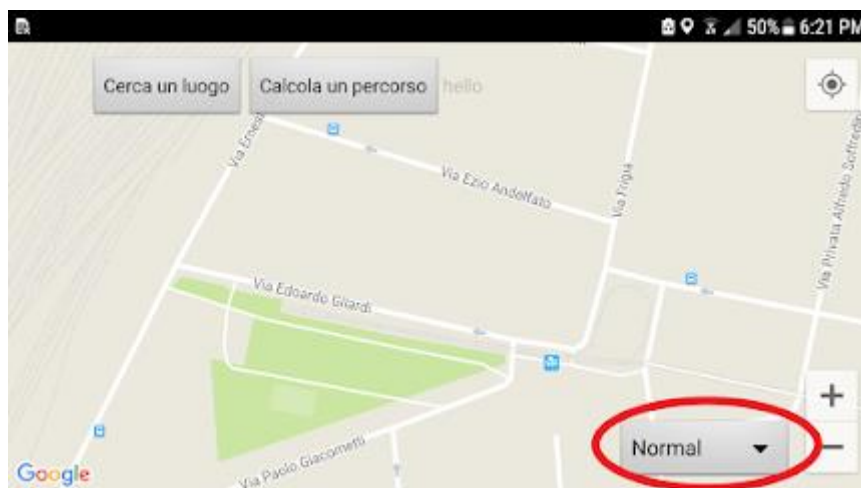 50% 6:21 PM
Cerca un luogo
Calcola un percorso
hello
Via Ezio Andolfato
Via Frigia
Via Privata Alfredo Soffredini
Via Edoardo Gilardi
Normal
Via Paolo Giacometti
Google